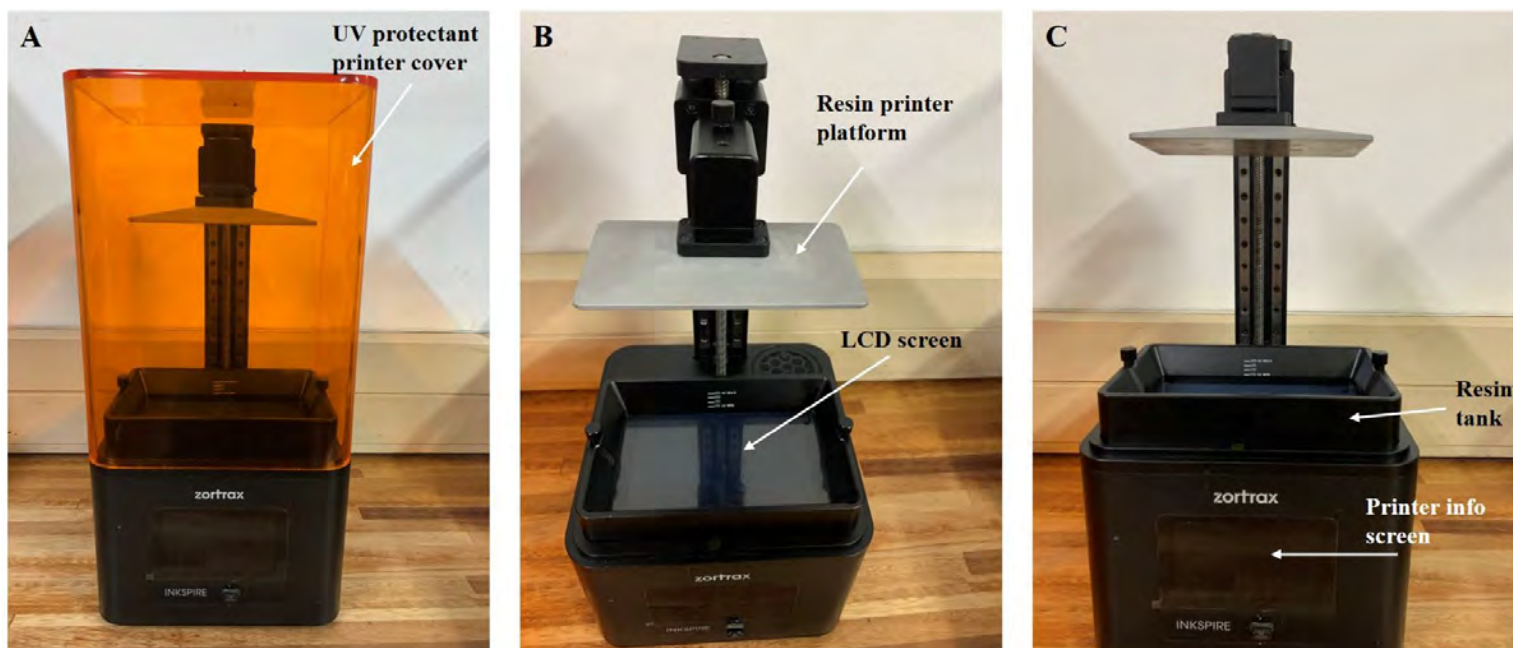 A
UV protectant
printer cover
zortrax
INKSPIRE
B
Resin printer
platform
LCD screen
zortrax
INKSPIRE
C
Resin
tank
zortrax
Printer info
screen
INKSPIRE